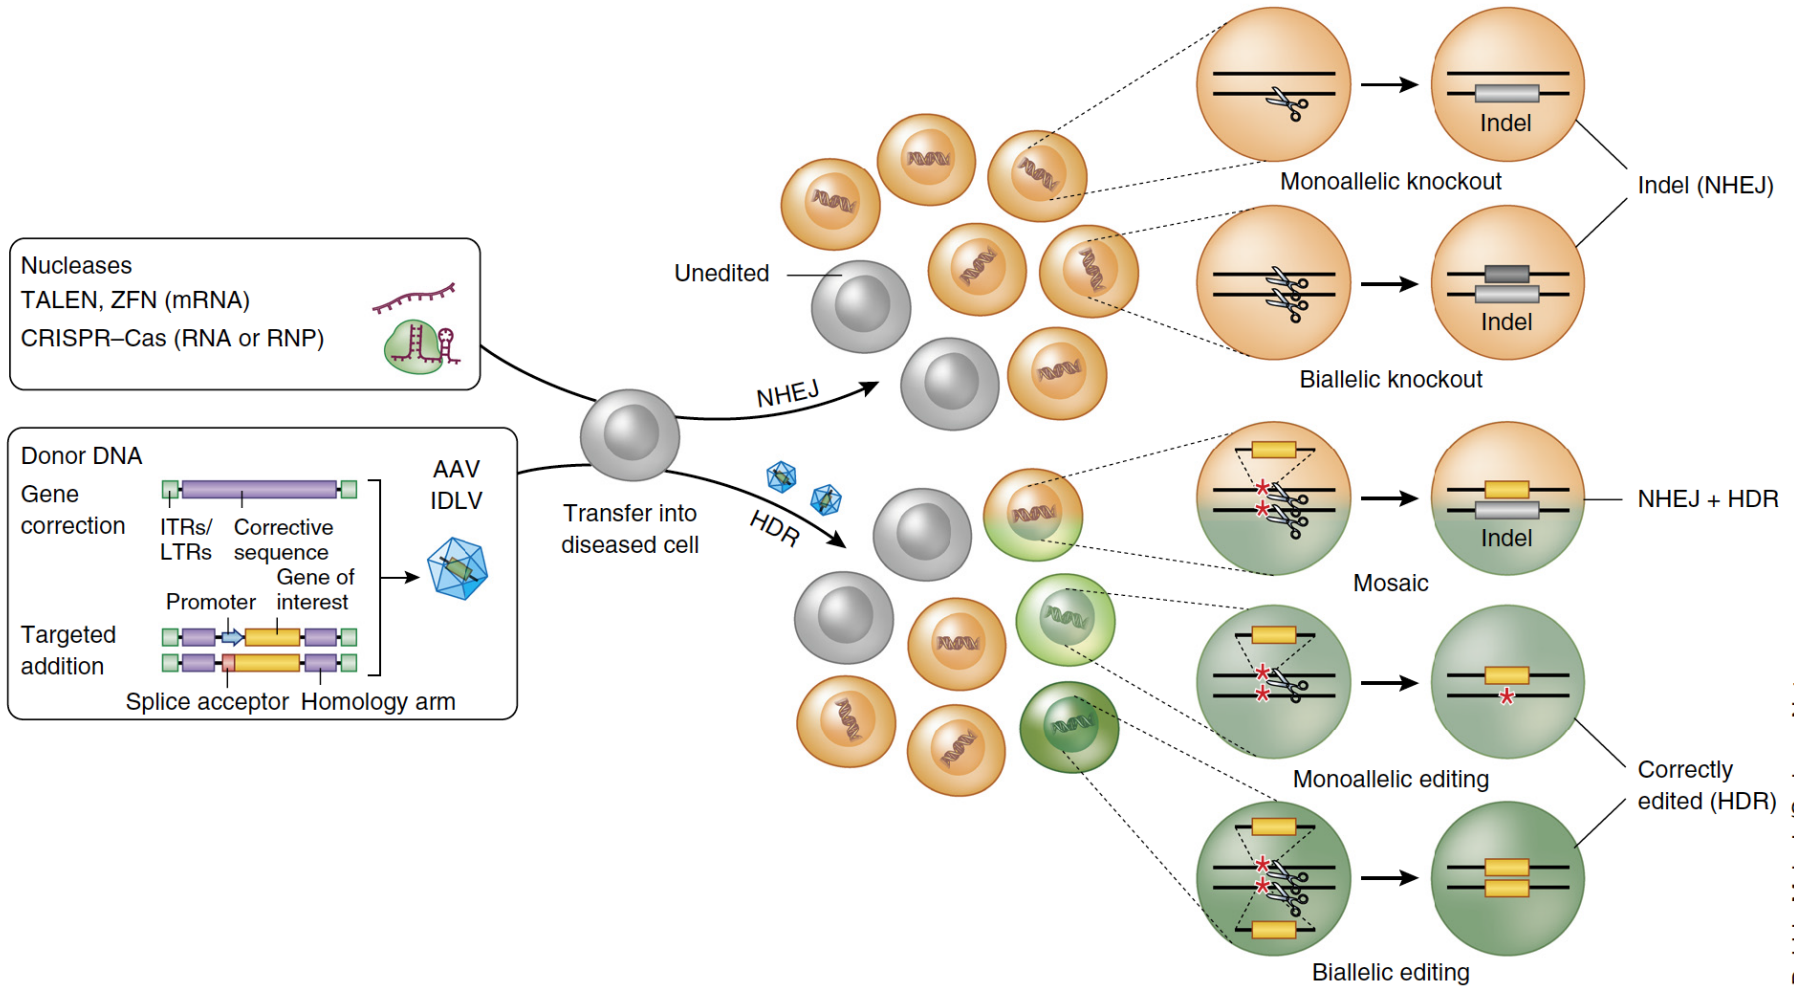 Nucleases
TALEN, ZFN (mRNA)
CRISPR–Cas (RNA or RNP)
Donor DNA
Gene
correction
AAV
IDLV
ITRs/
LTRs
Corrective
sequence
Gene of
interest
Promoter
Targeted
addition
Splice acceptor
Homology arm
Transfer into
diseased cell
NHEJ
HDR
Unedited
Indel
Monoallelic knockout
Indel
Biallelic knockout
Indel (NHEJ)
Indel
Mosaic
NHEJ + HDR
Monoallelic editing
Biallelic editing
Correctly
edited (HDR)